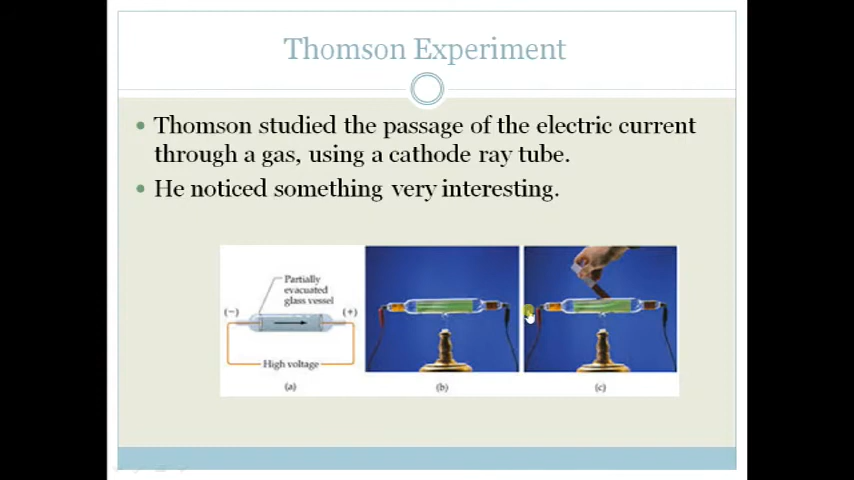 Thomson Experiment
• Thomson studied the passage of the electric current
through a gas, using a cathode ray tube.
• He noticed something very interesting.
Partially
evacuated
glass vessel
(−)
(+)
High voltage
(a)
(b)
(c)